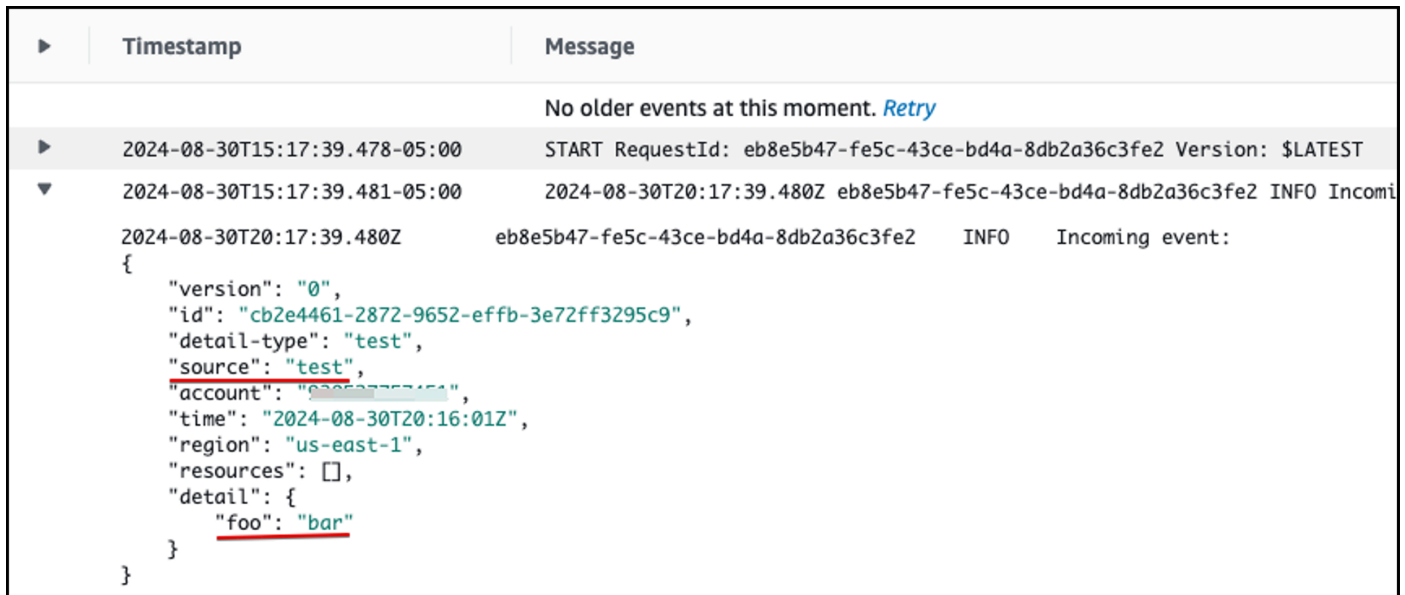 Timestamp Message
No older events at this moment. Retry
2024-08-30T15:17:39.478-05:00 START RequestId: eb8e5b47-fe5c-43ce-bd4a-8db2a36c3fe2 Version: $LATEST
2024-08-30T15:17:39.481-05:00 2024-08-30T20:17:39.480Z eb8e5b47-fe5c-43ce-bd4a-8db2a36c3fe2 INFO Incomi
2024-08-30T20:17:39.480Z eb8e5b47-fe5c-43ce-bd4a-8db2a36c3fe2 INFO Incoming event:
{
"version": "0",
"id": "cb2e4461-2872-9652-effb-3e72ff3295c9",
"detail-type": "test",
"source": "test",
"account": "",
"time": "2024-08-30T20:16:01Z",
"region": "us-east-1",
"resources": [],
"detail": {
"foo": "bar"
}
}